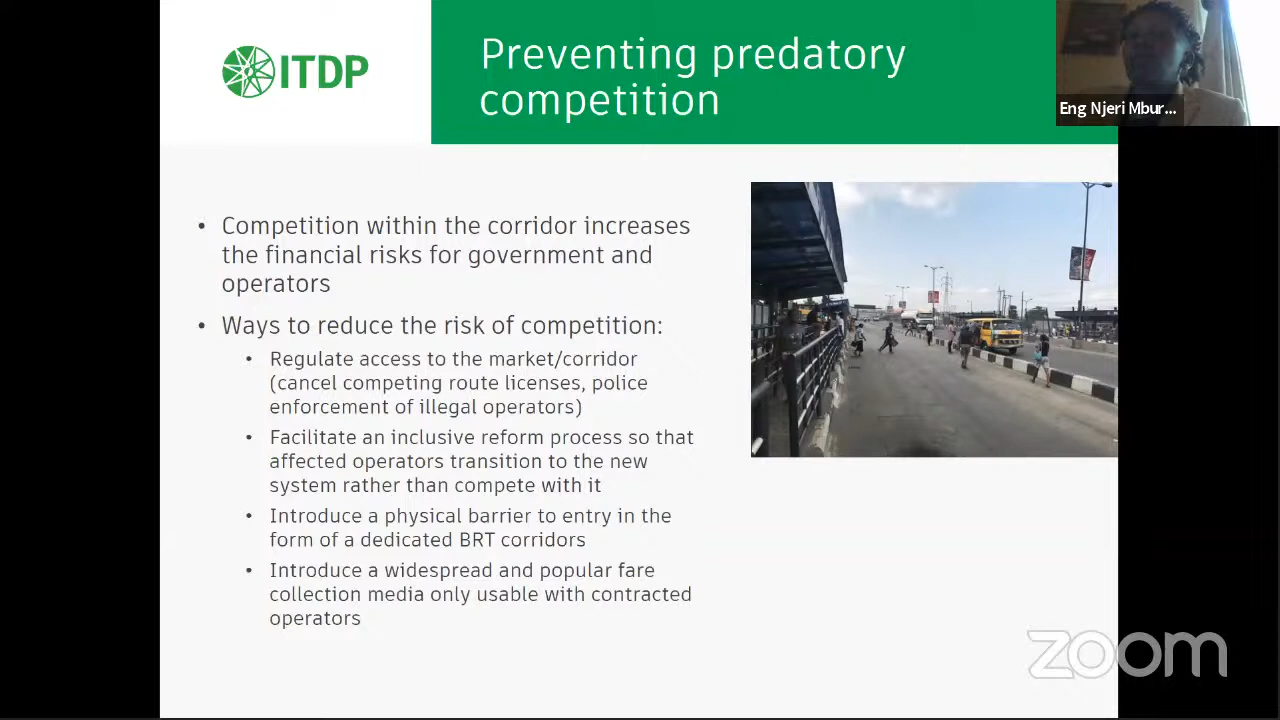 ITDP
Preventing predatory
competition
Eng Njeri Mbur...
• Competition within the corridor increases
the financial risks for government and
operators
• Ways to reduce the risk of competition:
• Regulate access to the market/corridor
(cancel competing route licenses, police
enforcement of illegal operators)
• Facilitate an inclusive reform process so that
affected operators transition to the new
system rather than compete with it
• Introduce a physical barrier to entry in the
form of a dedicated BRT corridors
• Introduce a widespread and popular fare
collection media only usable with contracted
operators
zoom